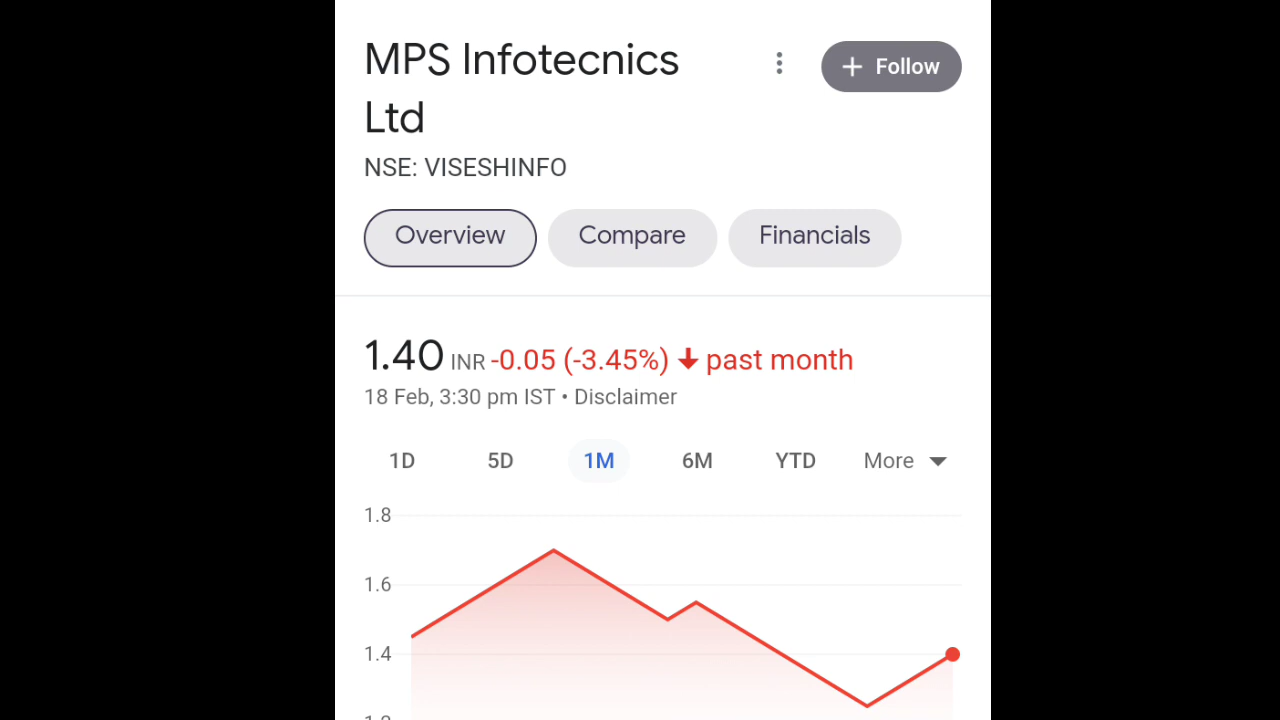 MPS Infotecnics
Ltd
+ Follow
NSE: VISESHINFO
Overview Compare Financials
1.40 INR -0.05 (-3.45%) ↓ past month
18 Feb, 3:30 pm IST • Disclaimer
1D 5D 1M 6M YTD More
1.8
1.6
1.4